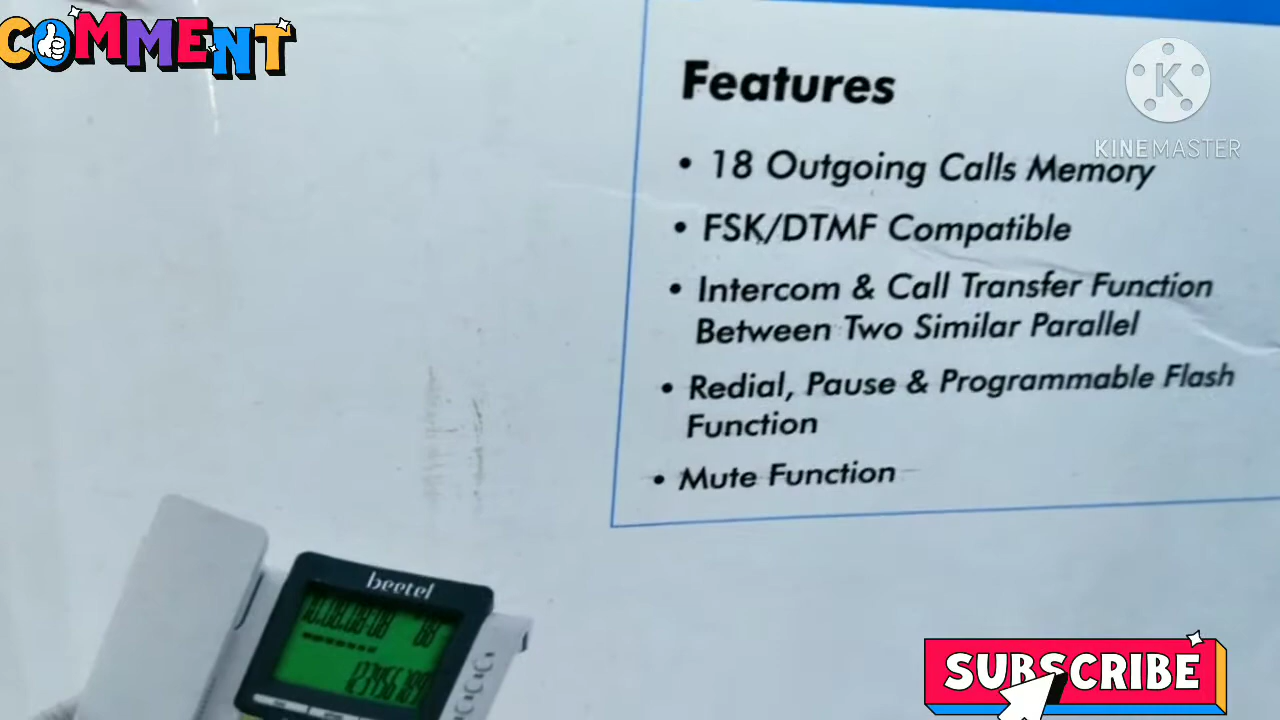 COMMENT
K
KINEMASTER
Features
• 18 Outgoing Calls Memory
• FSK/DTMF Compatible
• Intercom & Call Transfer Function
Between Two Similar Parallel
• Redial, Pause & Programmable Flash
Function
• Mute Function
beetel
SUBSCRIBE